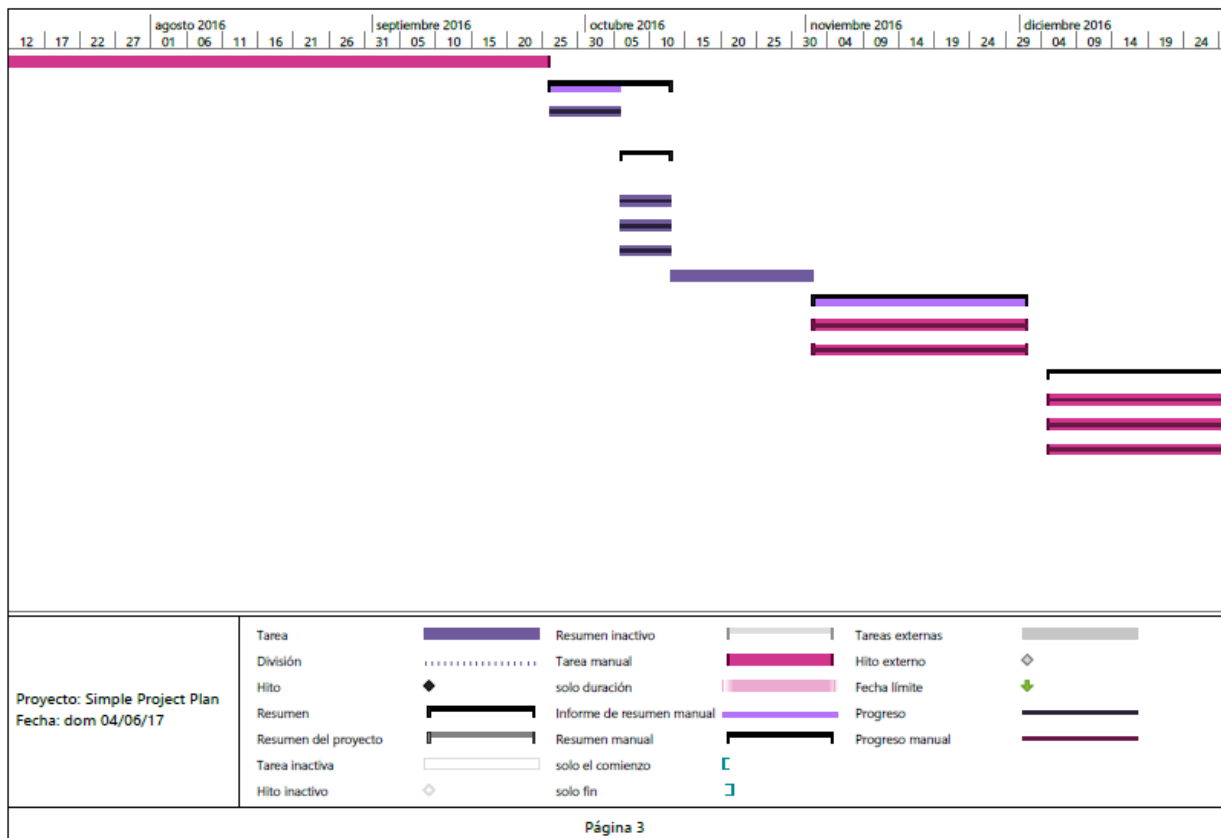 agosto 2016 septiembre 2016 octubre 2016 noviembre 2016 diciembre 2016
12 17 22 27 01 06 11 16 21 26 31 05 10 15 20 25 30 05 10 15 20 25 30 04 09 14 19 24 29 04 09 14 19 24
Tarea Resumen inactivo Tareas externas
División Tarea manual Hito externo
Hito solo duración Fecha límite
Resumen Informe de resumen manual Progreso
Resumen del proyecto Resumen manual Progreso manual
Tarea inactiva solo el comienzo
Hito inactivo solo fin
Proyecto: Simple Project Plan
Fecha: dom 04/06/17
Página 3